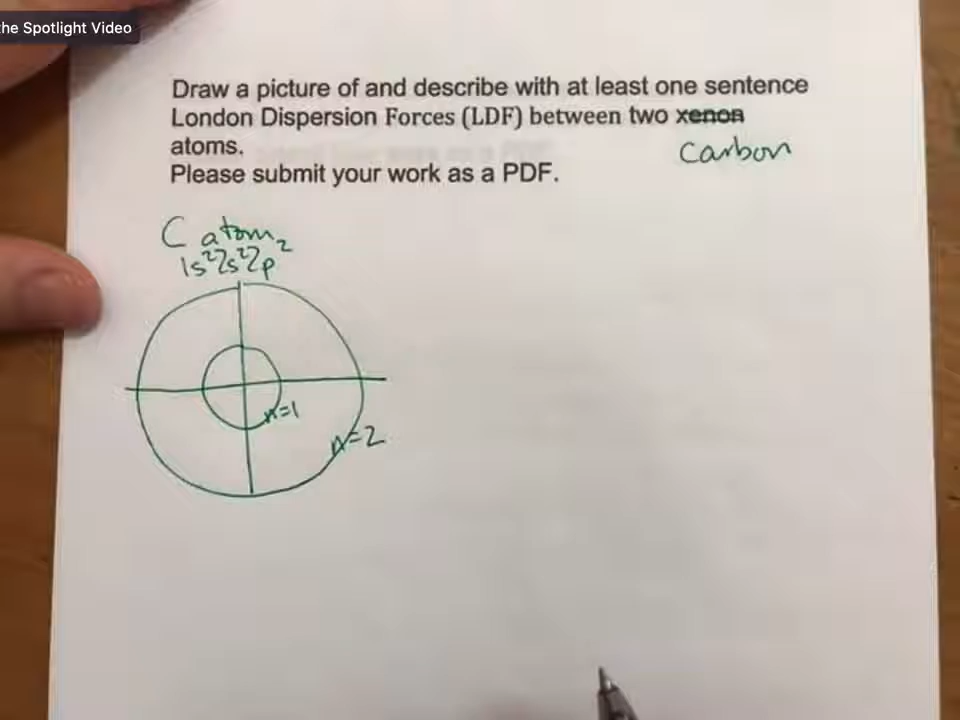 the Spotlight Video
Draw a picture of and describe with at least one sentence
London Dispersion Forces (LDF) between two xenon
atoms.
Carbon
Please submit your work as a PDF.
C atom
1s²2s²2p²
n=1
n=2